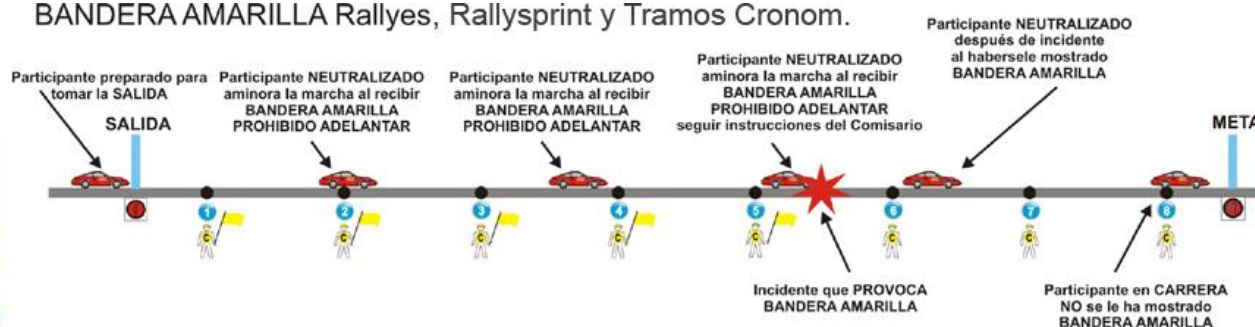 BANDERA AMARILLA Rallyes, Rallysprint y Tramos Cronom.
Participante preparado para
tomar la SALIDA
SALIDA
Participante NEUTRALIZADO
aminora la marcha al recibir
BANDERA AMARILLA
PROHIBIDO ADELANTAR
Participante NEUTRALIZADO
aminora la marcha al recibir
BANDERA AMARILLA
PROHIBIDO ADELANTAR
Participante NEUTRALIZADO
aminora la marcha al recibir
BANDERA AMARILLA
PROHIBIDO ADELANTAR
seguir instrucciones del Comisario
Participante NEUTRALIZADO
después de incidente
al habersele mostrado
BANDERA AMARILLA
META
1
2
3
4
5
6
7
8
C
C
C
C
C
C
C
C
Incidente que PROVOCA
BANDERA AMARILLA
Participante en CARRERA
NO se le ha mostrado
BANDERA AMARILLA